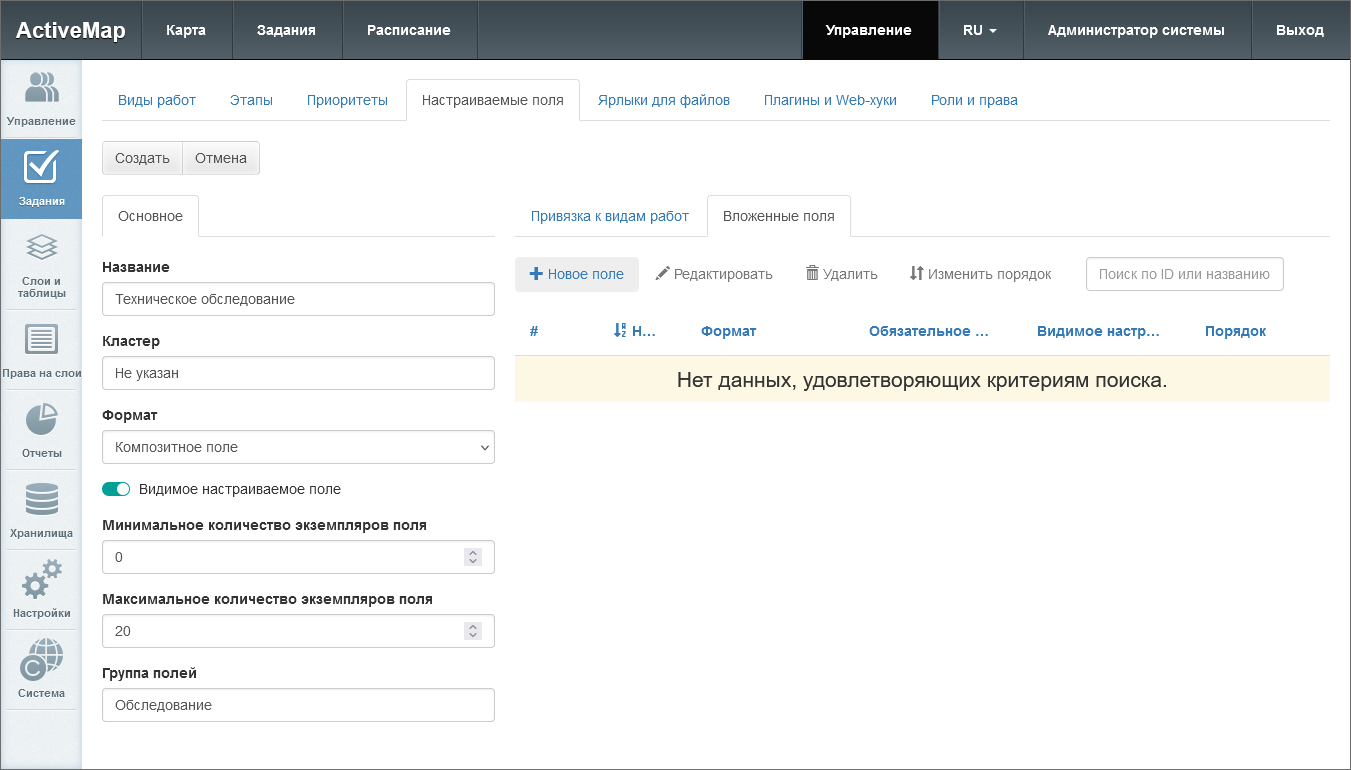 ActiveMap Карта Задания Расписание Управление RU Администратор системы Выход
Управление
Задания
Слои и
таблицы
Права на слои
Отчеты
Хранилища
Настройки
Система
Виды работ Этапы Приоритеты Настраиваемые поля Ярлыки для файлов Плагины и Web-хуки Роли и права
Создать Отмена
Основное
Название
Техническое обследование
Кластер
Не указан
Формат
Композитное поле
Видимое настраиваемое поле
Минимальное количество экземпляров поля
0
Максимальное количество экземпляров поля
20
Группа полей
Обследование
Привязка к видам работ Вложенные поля
Новое поле Редактировать Удалить Изменить порядок Поиск по ID или названию
# Н... Формат Обязательное ... Видимое настр... Порядок
Нет данных, удовлетворяющих критериям поиска.